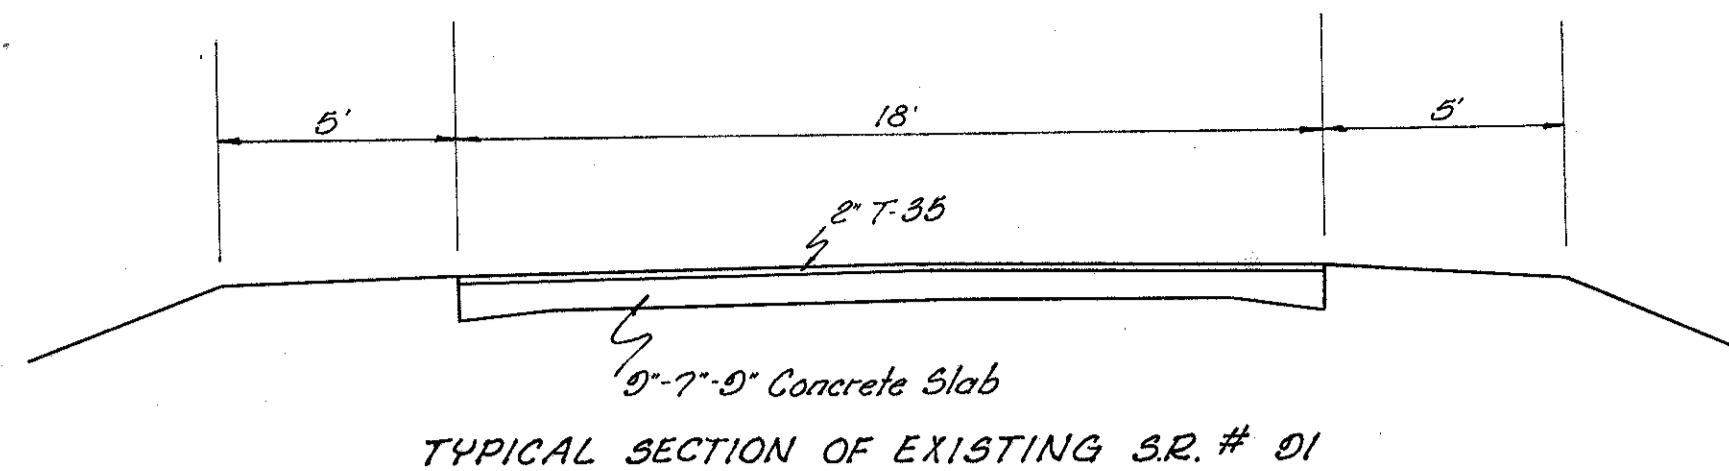 5' 18' 5'
2" T-35
9"-7"-9" Concrete Slab
TYPICAL SECTION OF EXISTING S.R. # 91